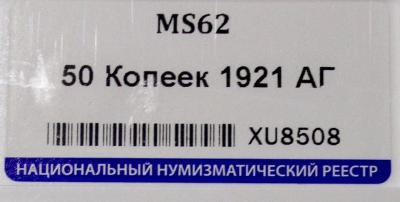 MS62
50 Копеек 1921 АГ
XU8508
НАЦИОНАЛЬНЫЙ НУМИЗМАТИЧЕСКИЙ РЕЕСТР